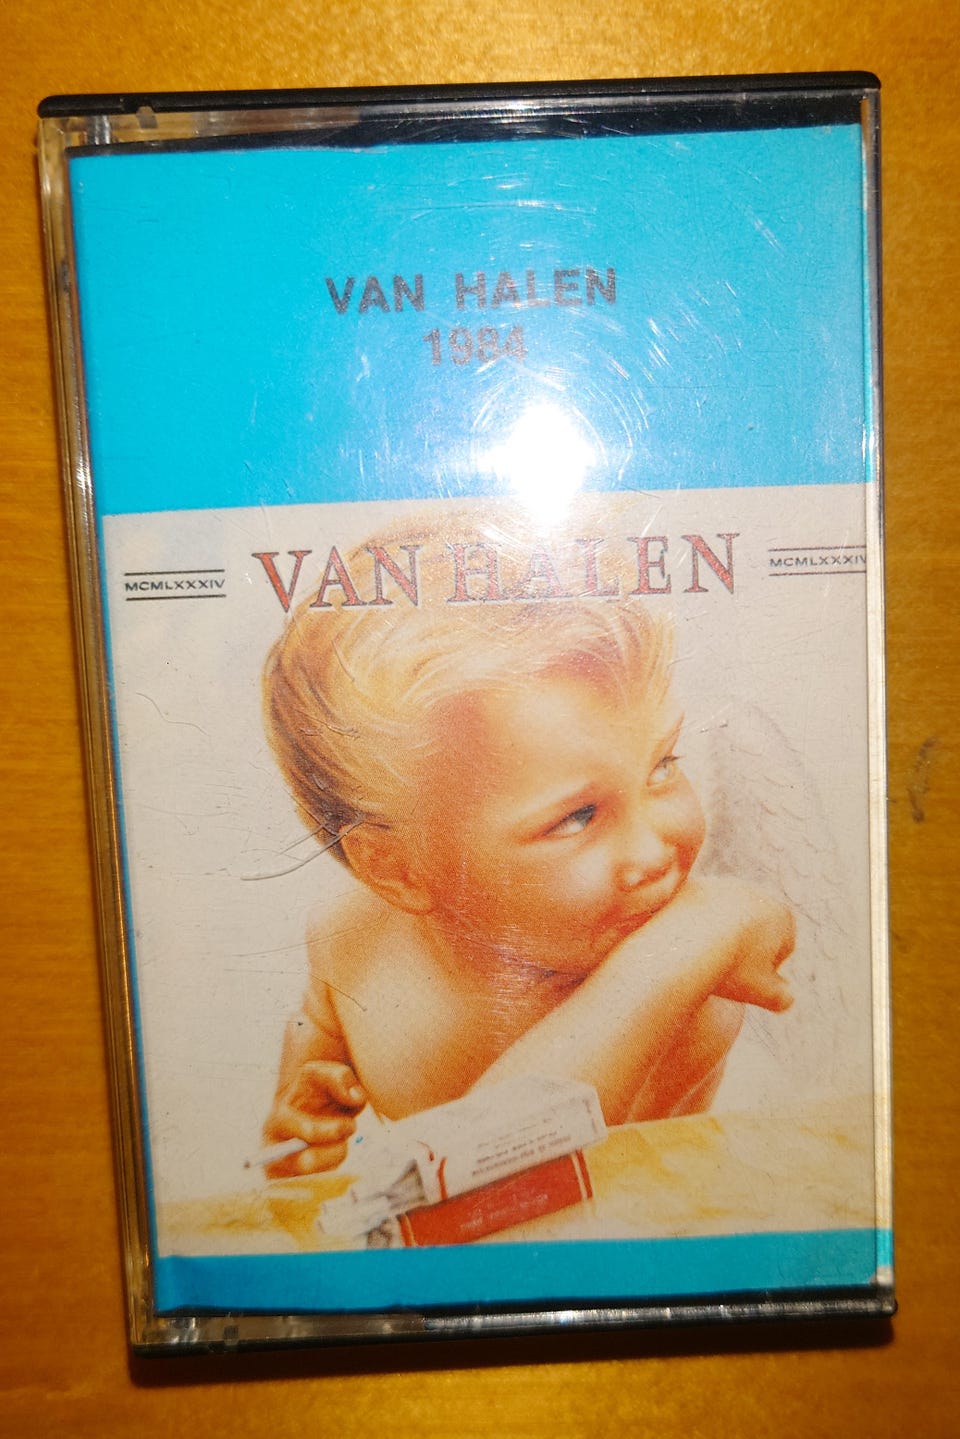 VAN HALEN
1984
MCMLXXXIV VAN HALEN MCMLXXXIV